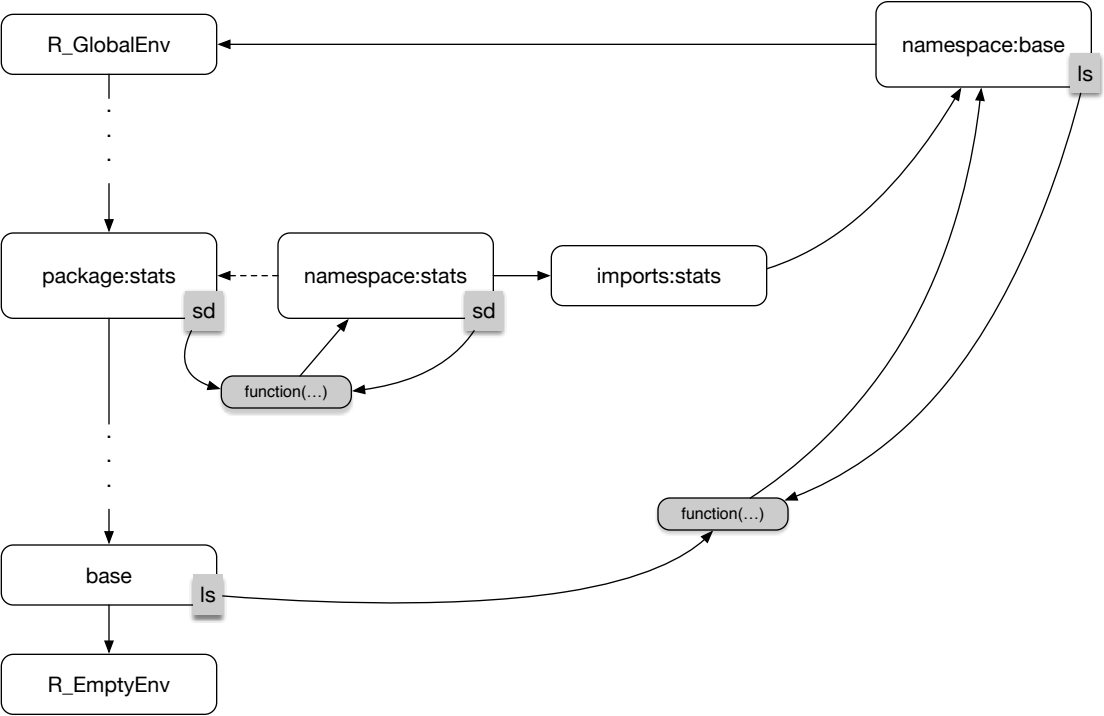 R_GlobalEnv
namespace:base
ls
package:stats
namespace:stats
imports:stats
sd
sd
function(…)
function(…)
base
ls
R_EmptyEnv